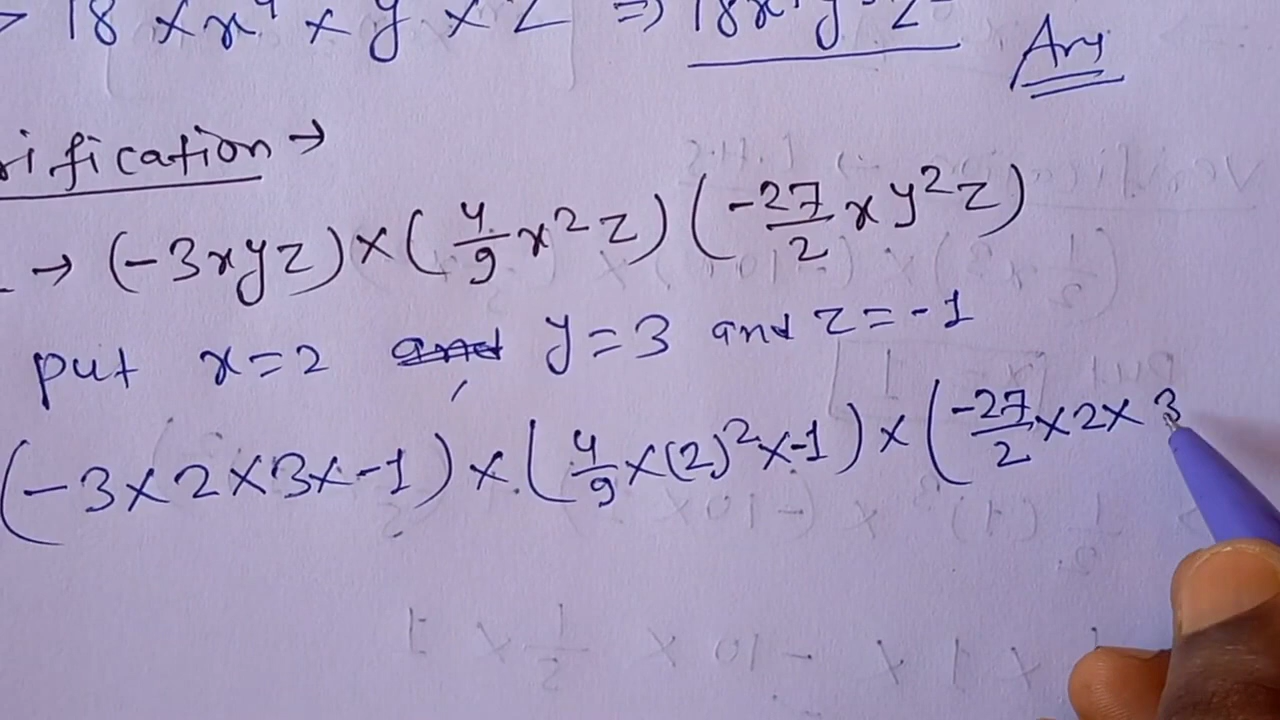 18 × x⁴ × y × z ⇒ 18x⁴y z
Ans
rification →
→ (-3xyz) × (4/9 x²z) (-27/2 xy²z)
put x=2 and, y=3 and z=-1
(-3×2×3×-1) × (4/9 ×(2)²×-1) × (-27/2 ×2× 3